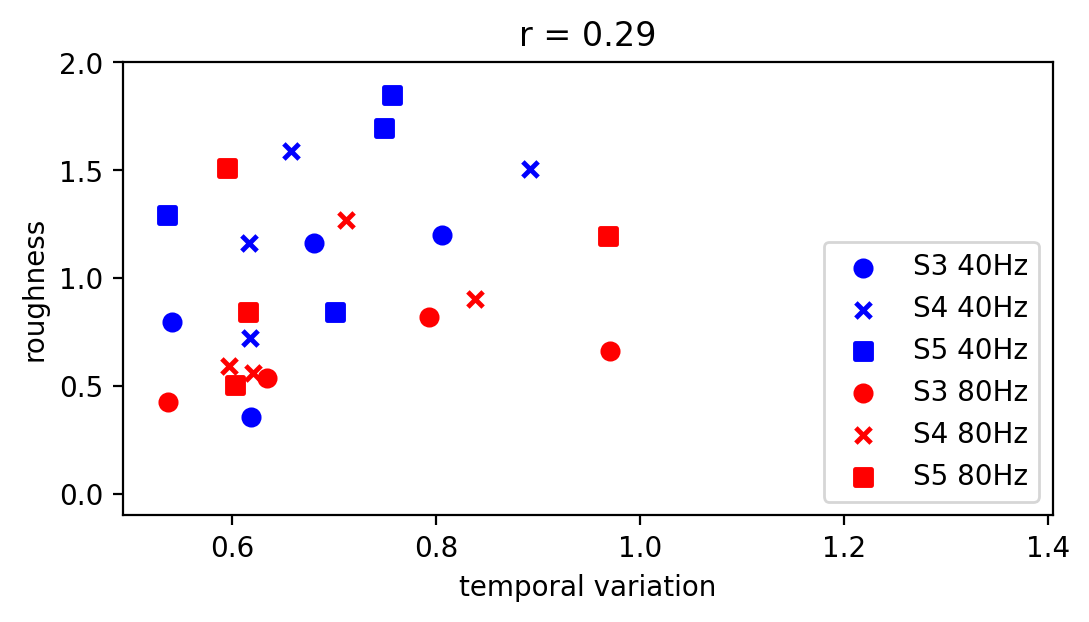 r = 0.29
roughness
2.0
1.5
1.0
0.5
0.0
S3 40Hz
S4 40Hz
S5 40Hz
S3 80Hz
S4 80Hz
S5 80Hz
0.6 0.8 1.0 1.2 1.4
temporal variation